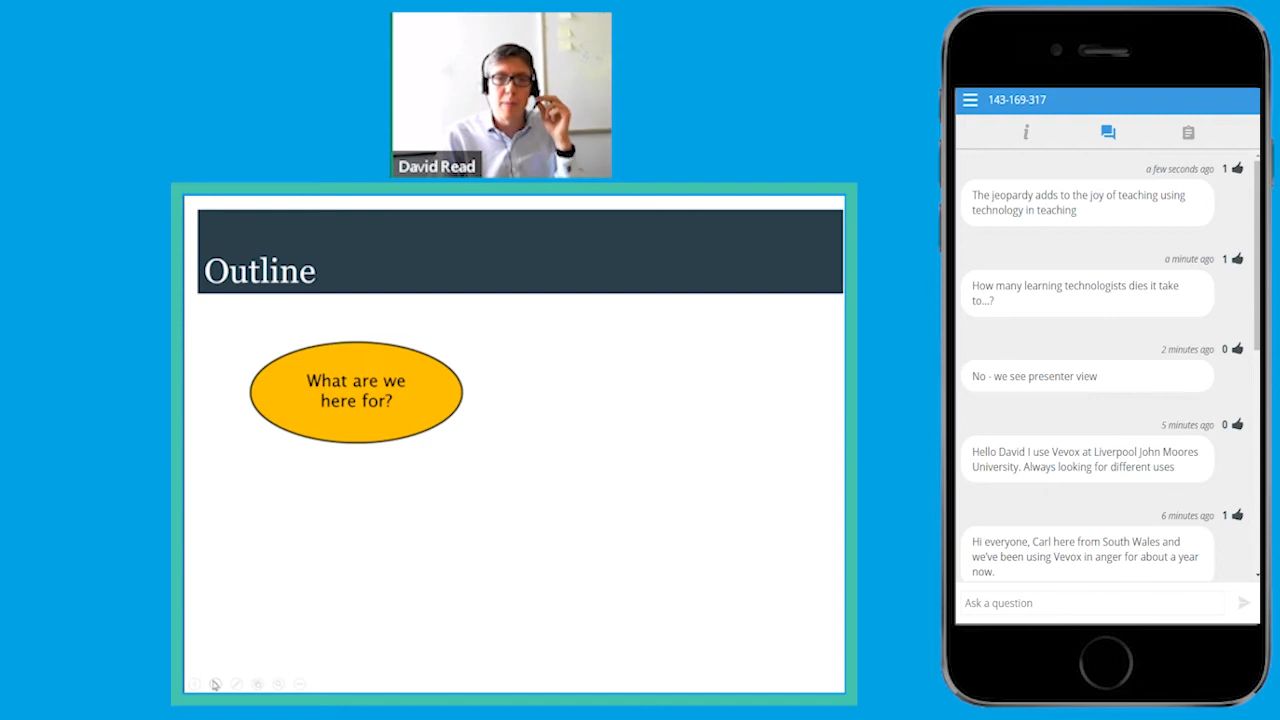 David Read
Outline
What are we
here for?
143-169-317
a few seconds ago 1
The jeopardy adds to the joy of teaching using
technology in teaching
a minute ago 1
How many learning technologists dies it take
to...?
2 minutes ago 0
No - we see presenter view
5 minutes ago 0
Hello David I use Vevox at Liverpool John Moores
University. Always looking for different uses
6 minutes ago 1
Hi everyone, Carl here from South Wales and
we've been using Vevox in anger for about a year
now.
Ask a question